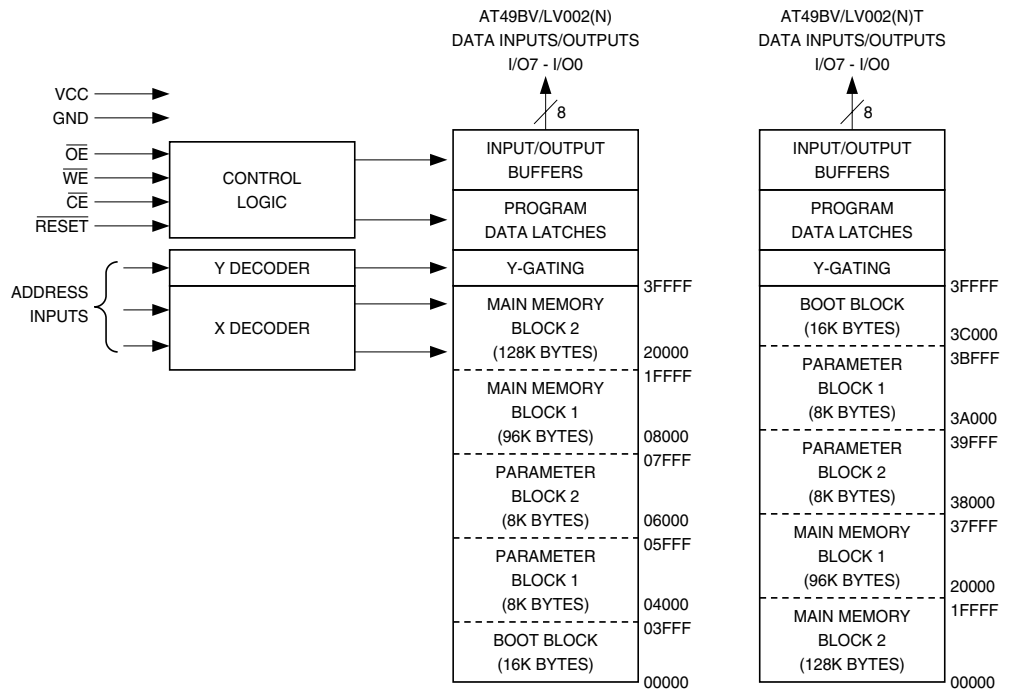 AT49BV/LV002(N)
DATA INPUTS/OUTPUTS
I/O7 - I/O0
8
AT49BV/LV002(N)T
DATA INPUTS/OUTPUTS
I/O7 - I/O0
8
VCC
GND
OE
WE
CE
RESET
CONTROL
LOGIC
ADDRESS
INPUTS
Y DECODER
X DECODER
INPUT/OUTPUT
BUFFERS
PROGRAM
DATA LATCHES
Y-GATING
3FFFF
MAIN MEMORY
BLOCK 2
(128K BYTES)
20000
1FFFF
MAIN MEMORY
BLOCK 1
(96K BYTES)
08000
07FFF
PARAMETER
BLOCK 2
(8K BYTES)
06000
05FFF
PARAMETER
BLOCK 1
(8K BYTES)
04000
03FFF
BOOT BLOCK
(16K BYTES)
00000
INPUT/OUTPUT
BUFFERS
PROGRAM
DATA LATCHES
Y-GATING
3FFFF
BOOT BLOCK
(16K BYTES)
3C000
3BFFF
PARAMETER
BLOCK 1
(8K BYTES)
3A000
39FFF
PARAMETER
BLOCK 2
(8K BYTES)
38000
37FFF
MAIN MEMORY
BLOCK 1
(96K BYTES)
20000
1FFFF
MAIN MEMORY
BLOCK 2
(128K BYTES)
00000